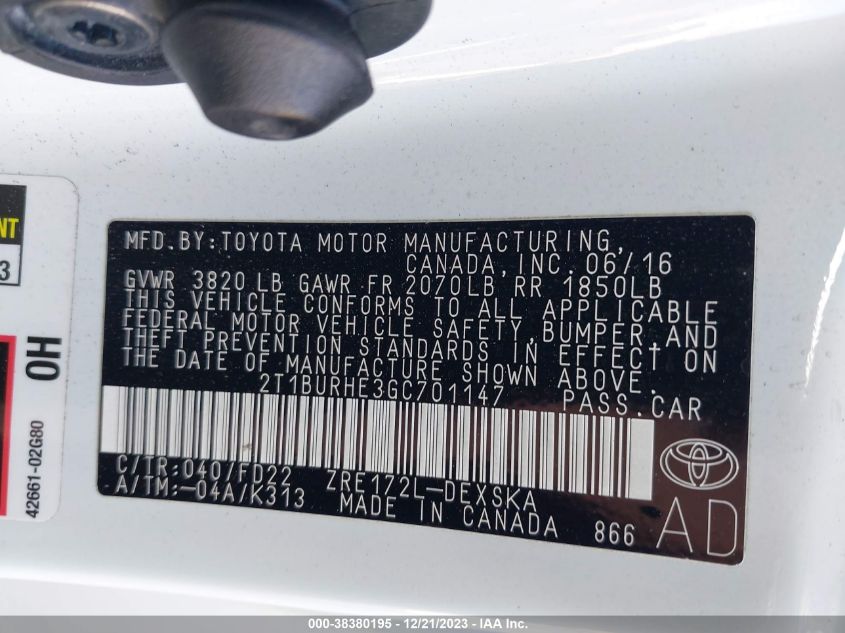 MFD.BY:TOYOTA MOTOR MANUFACTURING,
CANADA,INC.06/16
GVWR 3820 LB GAWR FR 2070LB RR 1850LB
THIS VEHICLE CONFORMS TO ALL APPLICABLE
FEDERAL MOTOR VEHICLE SAFETY,BUMPER,AND
THEFT PREVENTION STANDARDS IN EFFECT ON
THE DATE OF MANUFACTURE SHOWN ABOVE.
2T1BURHE3GC701147 PASS.CAR
C/TR:040/FD22 ZRE172L-DEXSKA
A/TM:-04A/K313 MADE IN CANADA 866
AD
NT
3
OH
42661-02G80
000-38380195 - 12/21/2023 - IAA Inc.